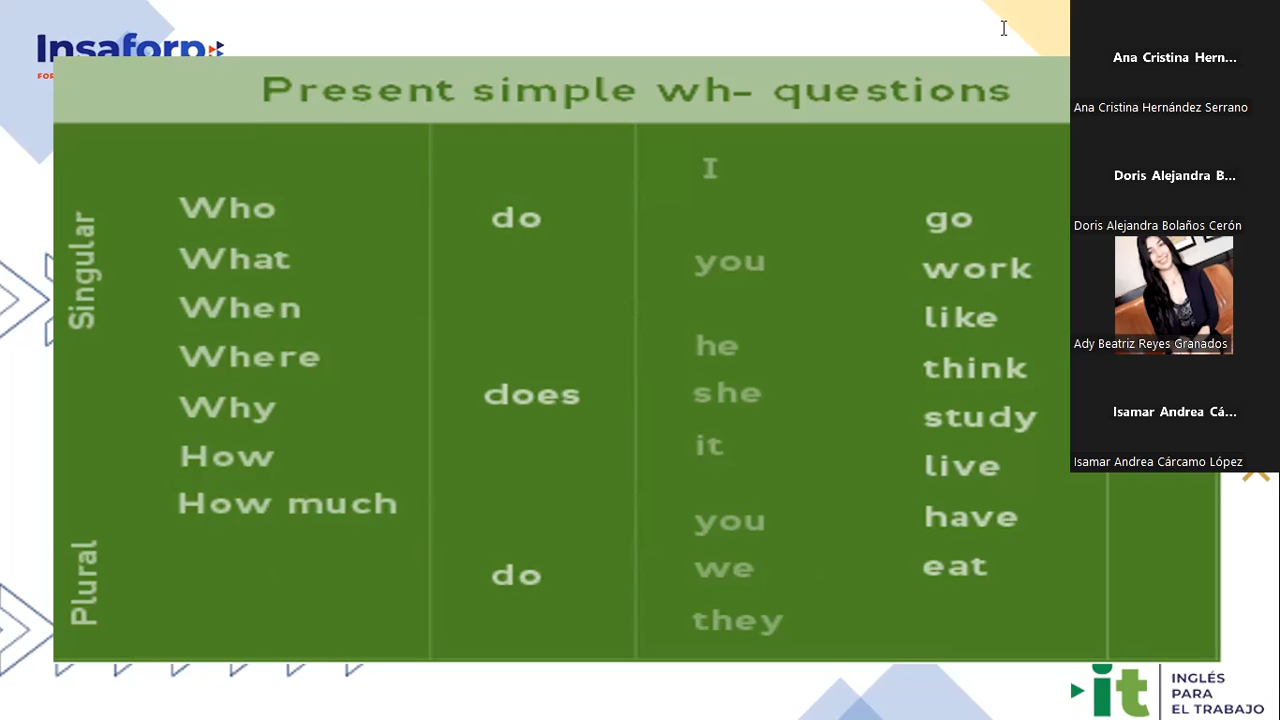 Insaforp
Present simple wh- questions
Singular
Who
What
When
Where
Why
How
How much
Plural
do
does
do
I
you
he
she
it
you
we
they
go
work
like
think
study
live
have
eat
Ana Cristina Hern...
Ana Cristina Hernández Serrano
Doris Alejandra B...
Doris Alejandra Bolaños Cerón
Ady Beatriz Reyes Granados
Isamar Andrea Cá...
Isamar Andrea Cárcamo López
it
INGLÉS
PARA
EL TRABAJO